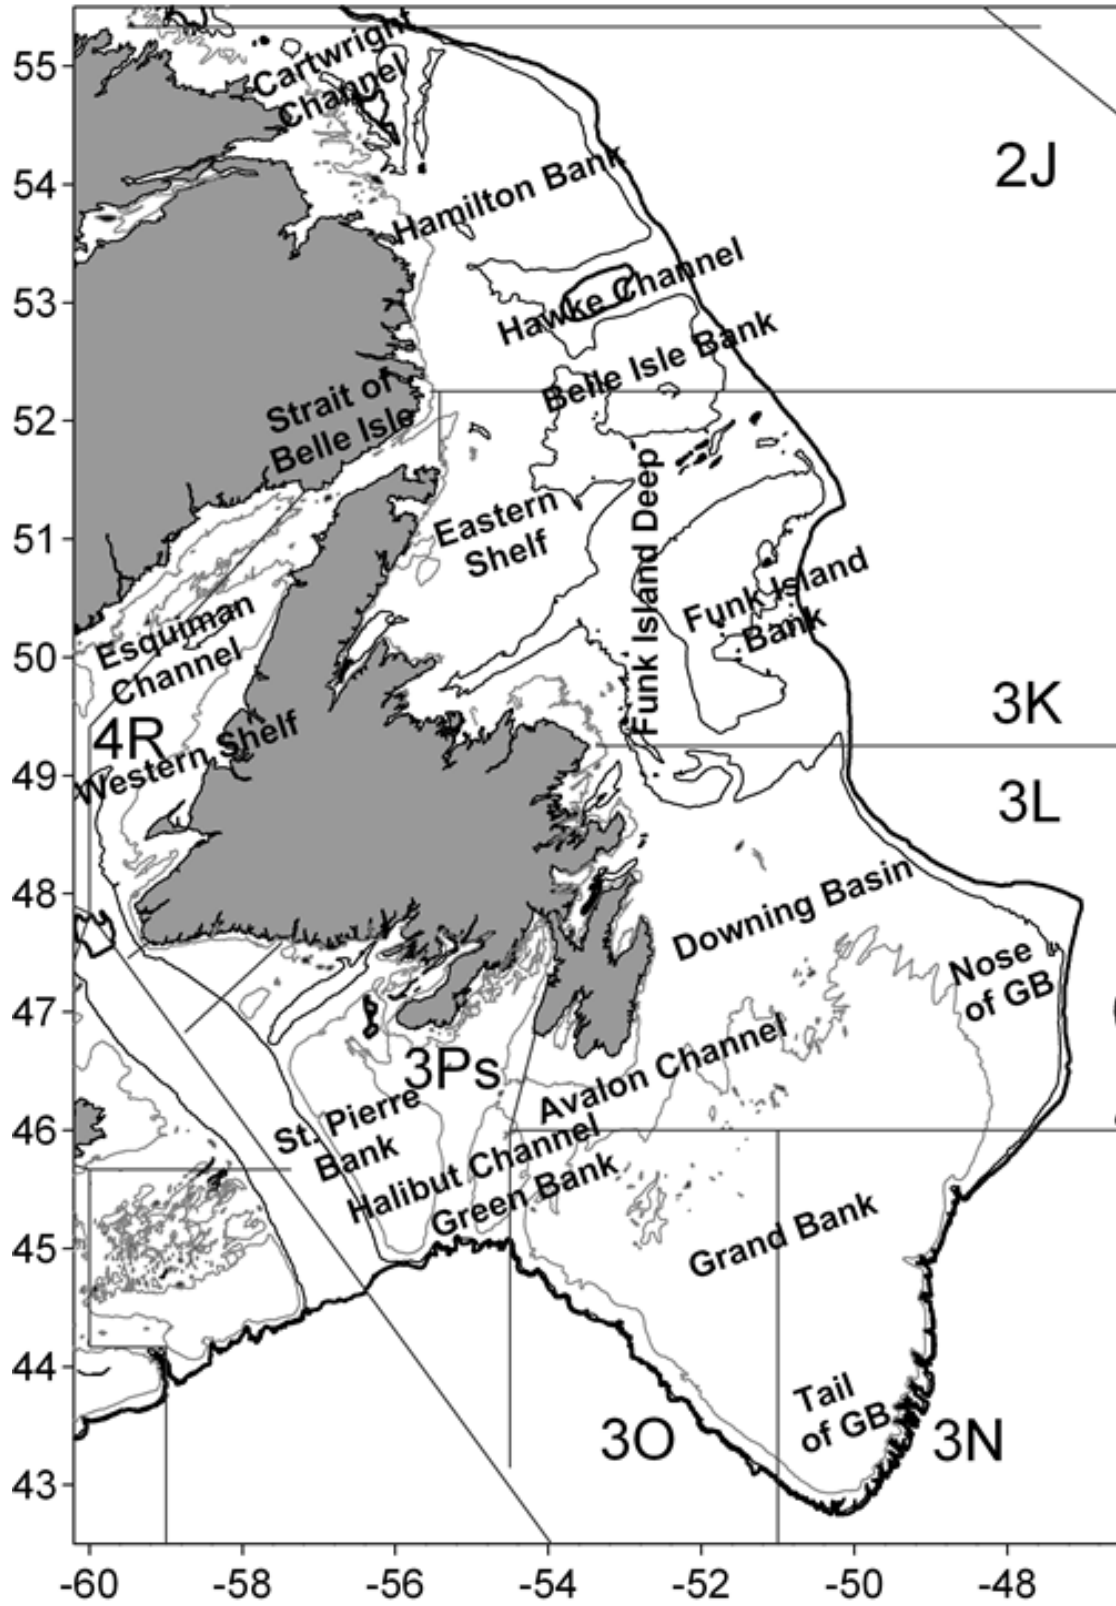 55
Cartwright
Channel
54
2J
Hamilton Bank
53
Hawke Channel
Belle Isle Bank
52
Strait of
Belle Isle
51
Eastern
Shelf
Funk Island Deep
Funk Island
Bank
Esquiman
Channel
50
3K
4R
Western Shelf
49
3L
48
Downing Basin
Nose
of GB
47
3Ps
Avalon Channel
46
St. Pierre
Bank
Halibut Channel
Green Bank
45
Grand Bank
44
Tail
of GB
3O
3N
43
-60 -58 -56 -54 -52 -50 -48